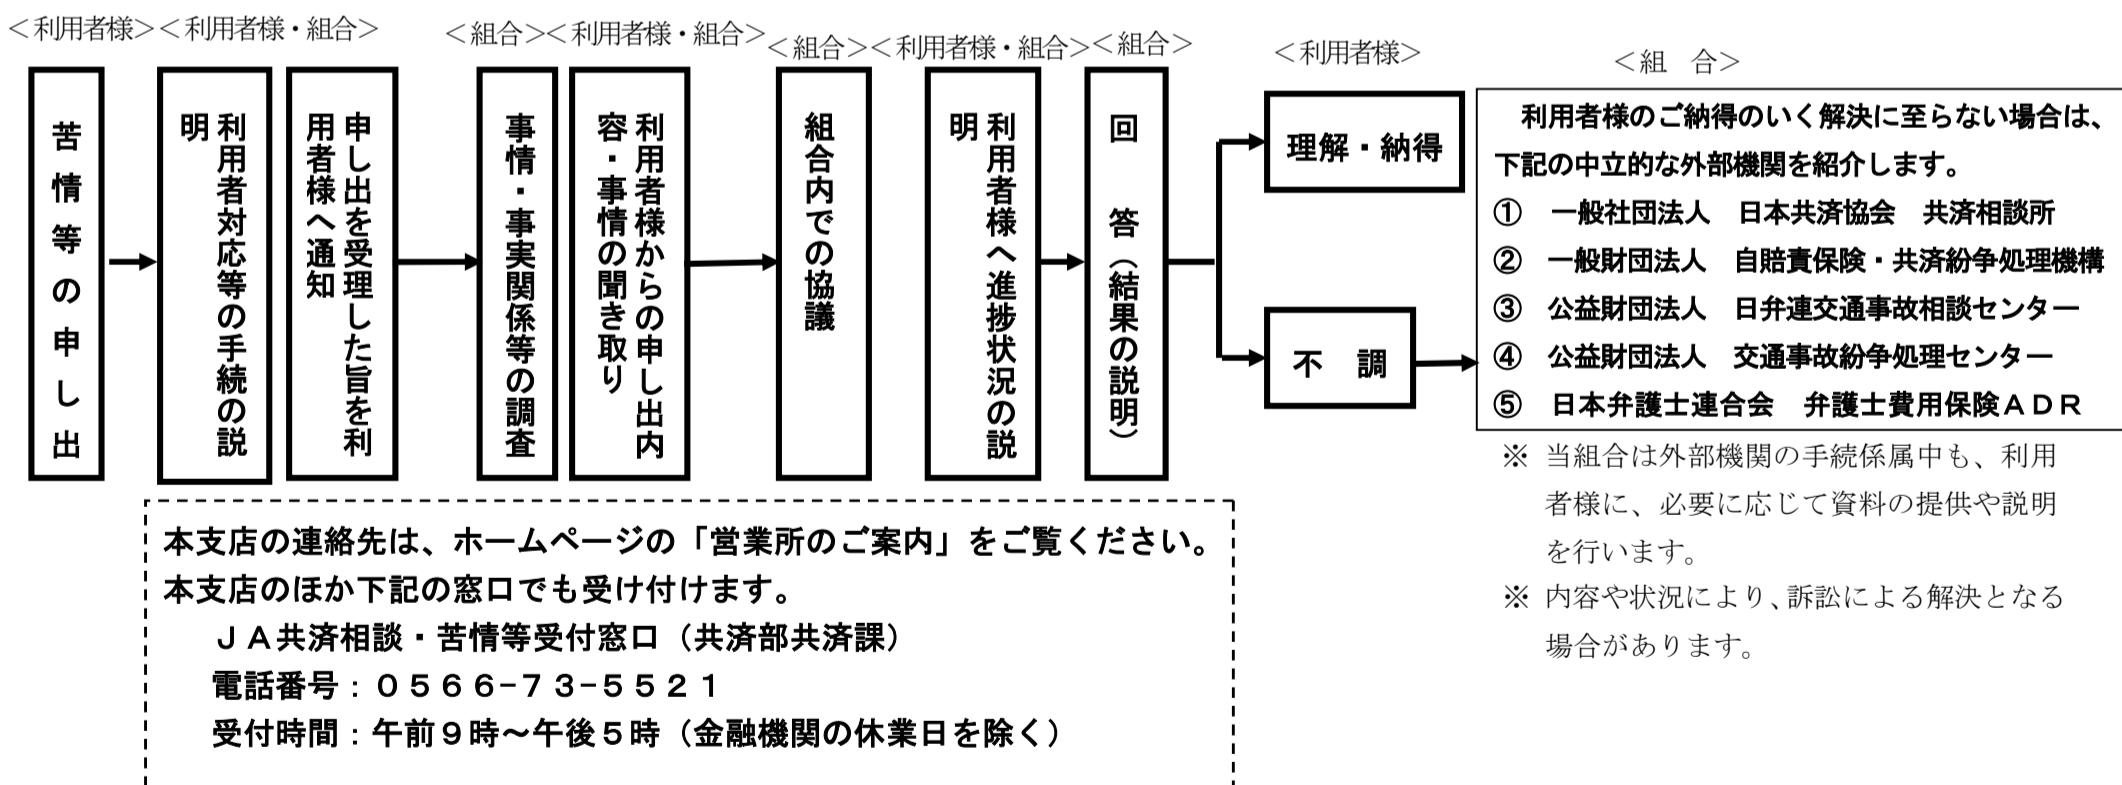 ＜利用者様＞
＜利用者様・組合＞
＜組合＞
＜利用者様・組合＞
＜組合＞
＜利用者様・組合＞
＜組合＞
＜利用者様＞
＜組　合＞
苦情等の申し出
利用者対応等の手続の説
明
申し出を受理した旨を利
用者様へ通知
事情・事実関係等の調査
利用者様からの申し出内
容・事情の聞き取り
組合内での協議
利用者様へ進捗状況の説
明
回　答（結果の説明）
理解・納得
不　調
利用者様のご納得のいく解決に至らない場合は、
下記の中立的な外部機関を紹介します。
①　一般社団法人　日本共済協会　共済相談所
②　一般財団法人　自賠責保険・共済紛争処理機構
③　公益財団法人　日弁連交通事故相談センター
④　公益財団法人　交通事故紛争処理センター
⑤　日本弁護士連合会　弁護士費用保険ＡＤＲ
※ 当組合は外部機関の手続係属中も、利用
者様に、必要に応じて資料の提供や説明
を行います。
※ 内容や状況により、訴訟による解決となる
場合があります。
本支店の連絡先は、ホームページの「営業所のご案内」をご覧ください。
本支店のほか下記の窓口でも受け付けます。
ＪＡ共済相談・苦情等受付窓口（共済部共済課）
電話番号：０５６６-７３-５５２１
受付時間：午前９時～午後５時（金融機関の休業日を除く）